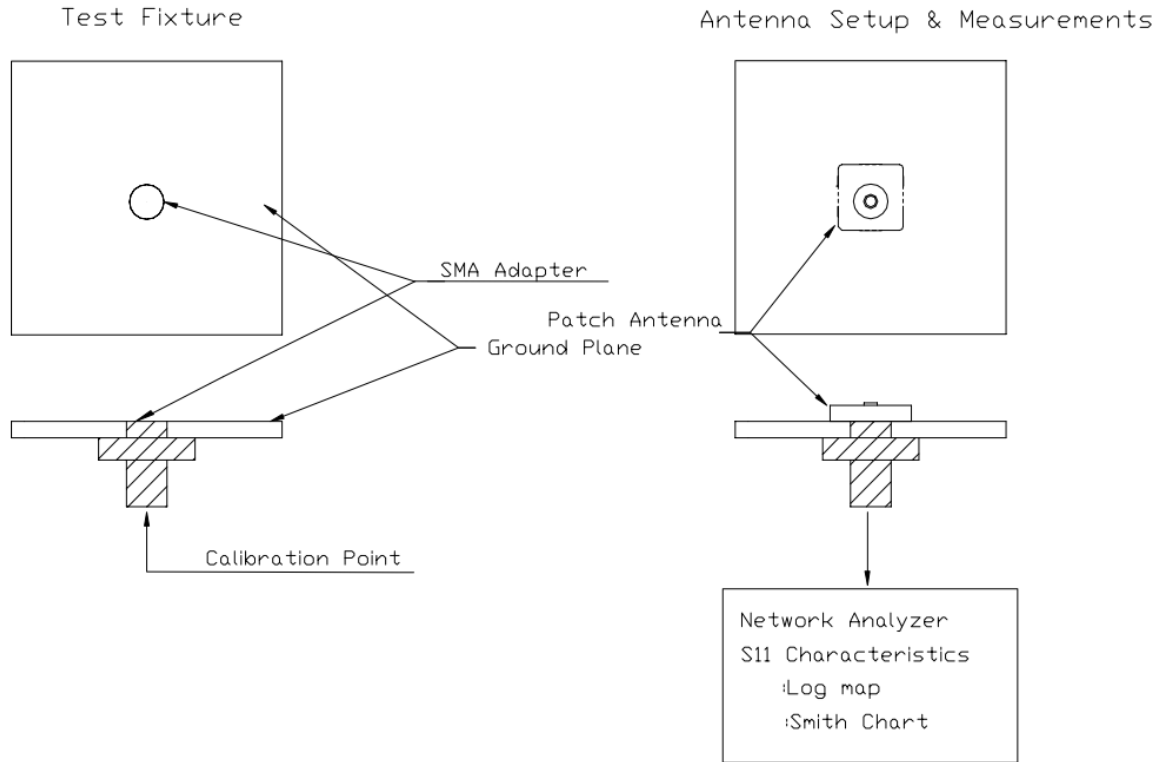 Test Fixture
Antenna Setup & Measurements
SMA Adapter
Patch Antenna
Ground Plane
Calibration Point
Network Analyzer
S11 Characteristics
:Log map
:Smith Chart